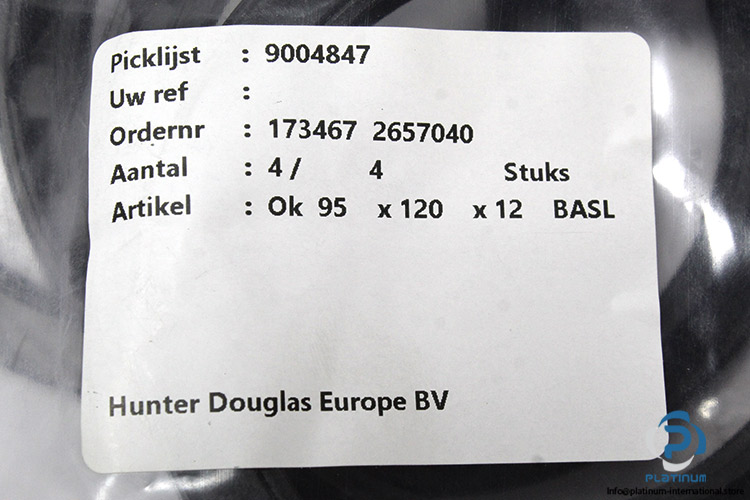 Picklijst : 9004847
Uw ref :
Ordernr : 173467 2657040
Aantal : 4 / 4 Stuks
Artikel : Ok 95 x 120 x 12 BASL
Hunter Douglas Europe BV
PLATINUM
Info@platinum-international.store